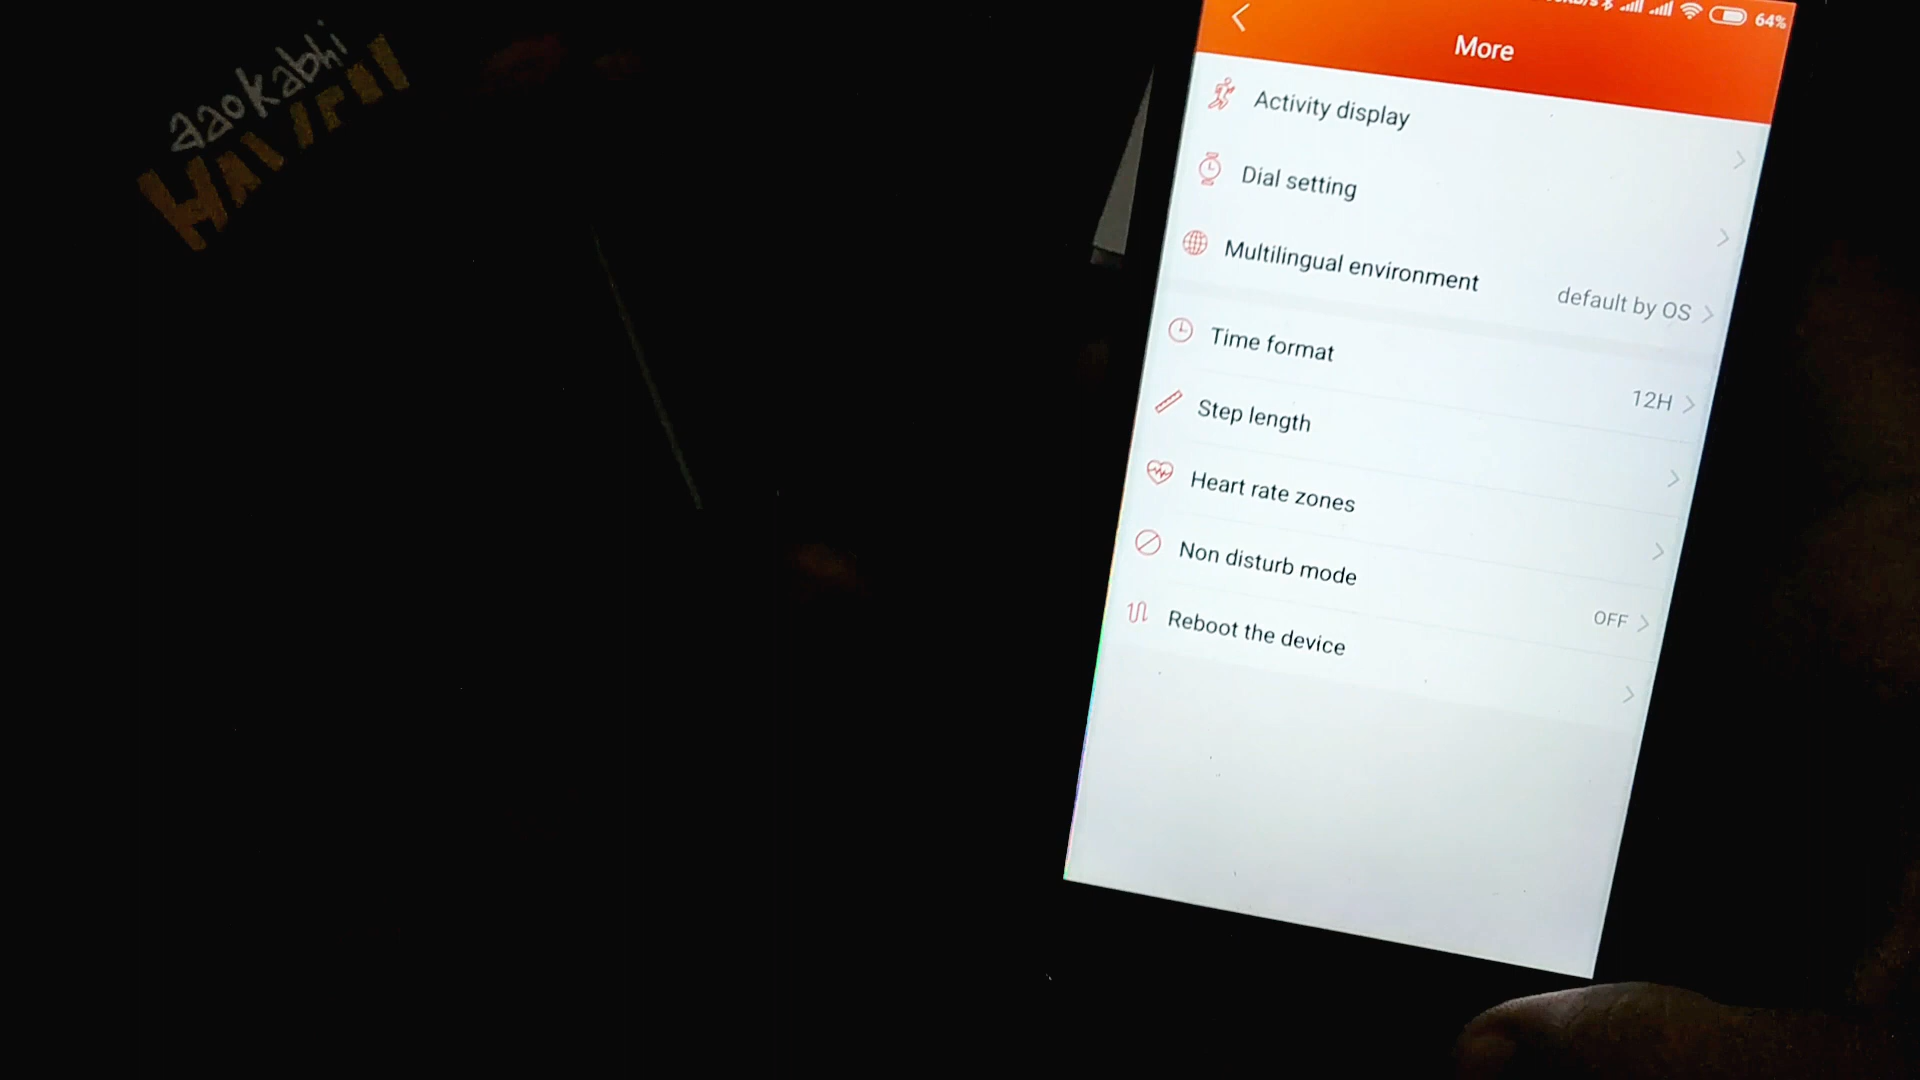 aaokabhi
64%
More
Activity display
Dial setting
Multilingual environment
default by OS
Time format
12H
Step length
Heart rate zones
Non disturb mode
OFF
Reboot the device